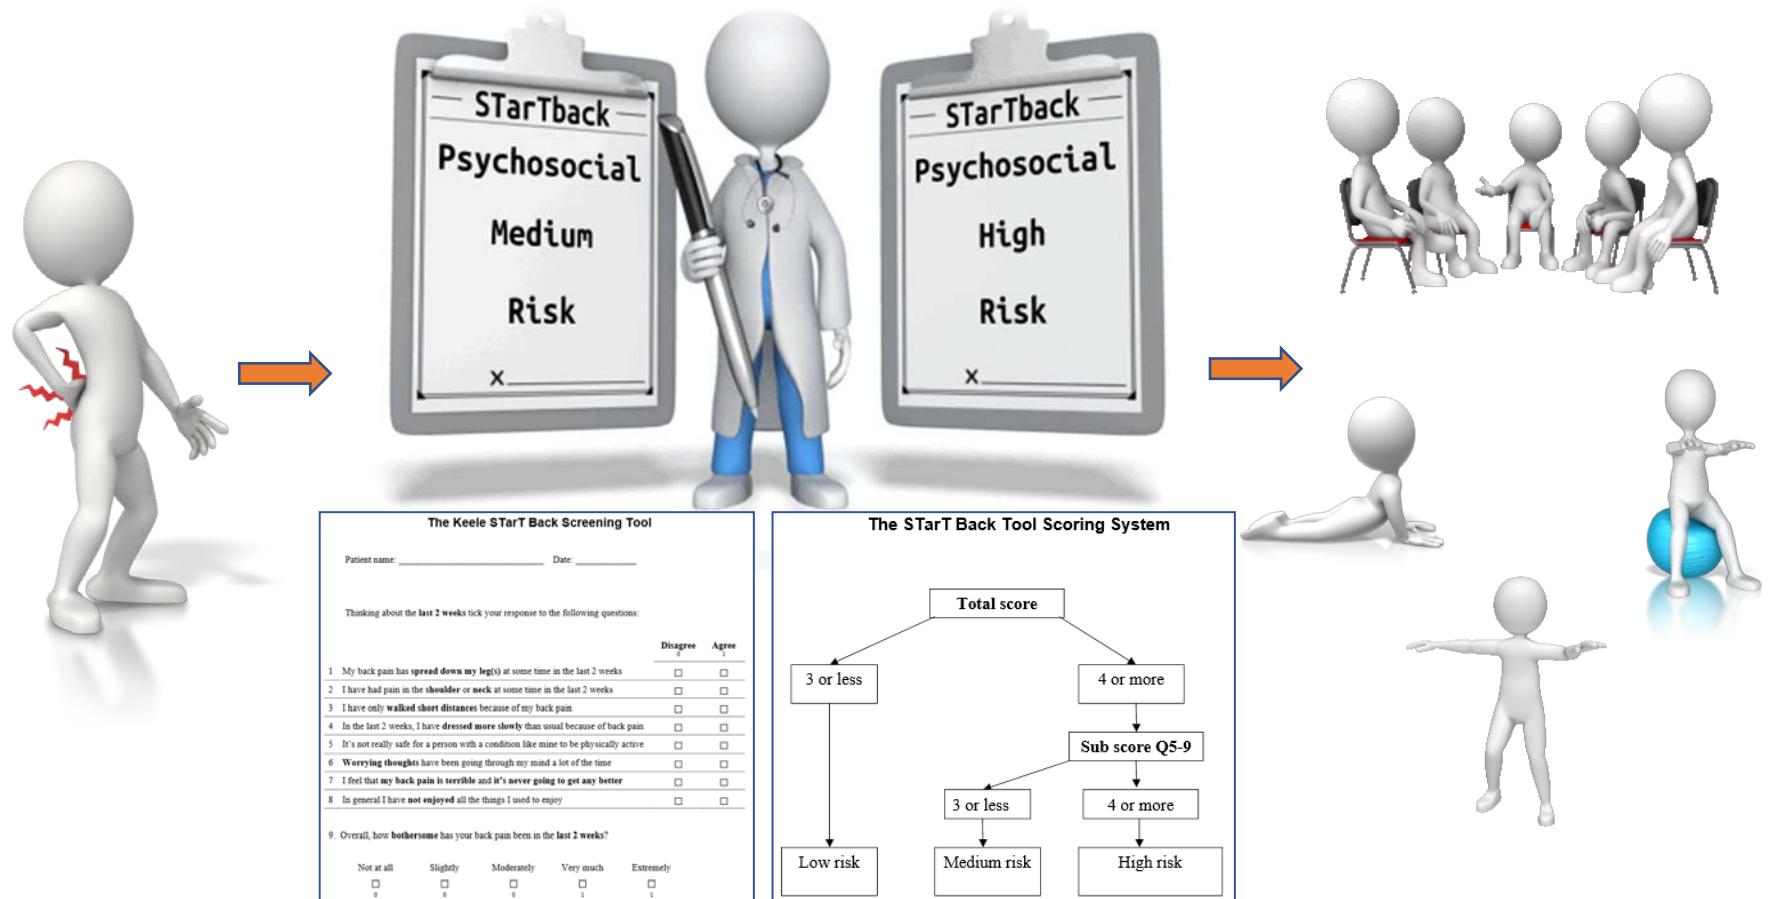 STarTback
Psychosocial
Medium
Risk
x
STarTback
Psychosocial
High
Risk
x
The Keele STarT Back Screening Tool
Patient name: Date:
Thinking about the last 2 weeks tick your response to the following questions:
Disagree Agree
0 1
1 My back pain has spread down my leg(s) at some time in the last 2 weeks
2 I have had pain in the shoulder or neck at some time in the last 2 weeks
3 I have only walked short distances because of my back pain
4 In the last 2 weeks, I have dressed more slowly than usual because of back pain
5 It's not really safe for a person with a condition like mine to be physically active
6 Worrying thoughts have been going through my mind a lot of the time
7 I feel that my back pain is terrible and it's never going to get any better
8 In general I have not enjoyed all the things I used to enjoy
9. Overall, how bothersome has your back pain been in the last 2 weeks?
Not at all Slightly Moderately Very much Extremely
0 0 0 1 1
The STarT Back Tool Scoring System
Total score
3 or less 4 or more
Sub score Q5-9
3 or less 4 or more
Low risk Medium risk High risk